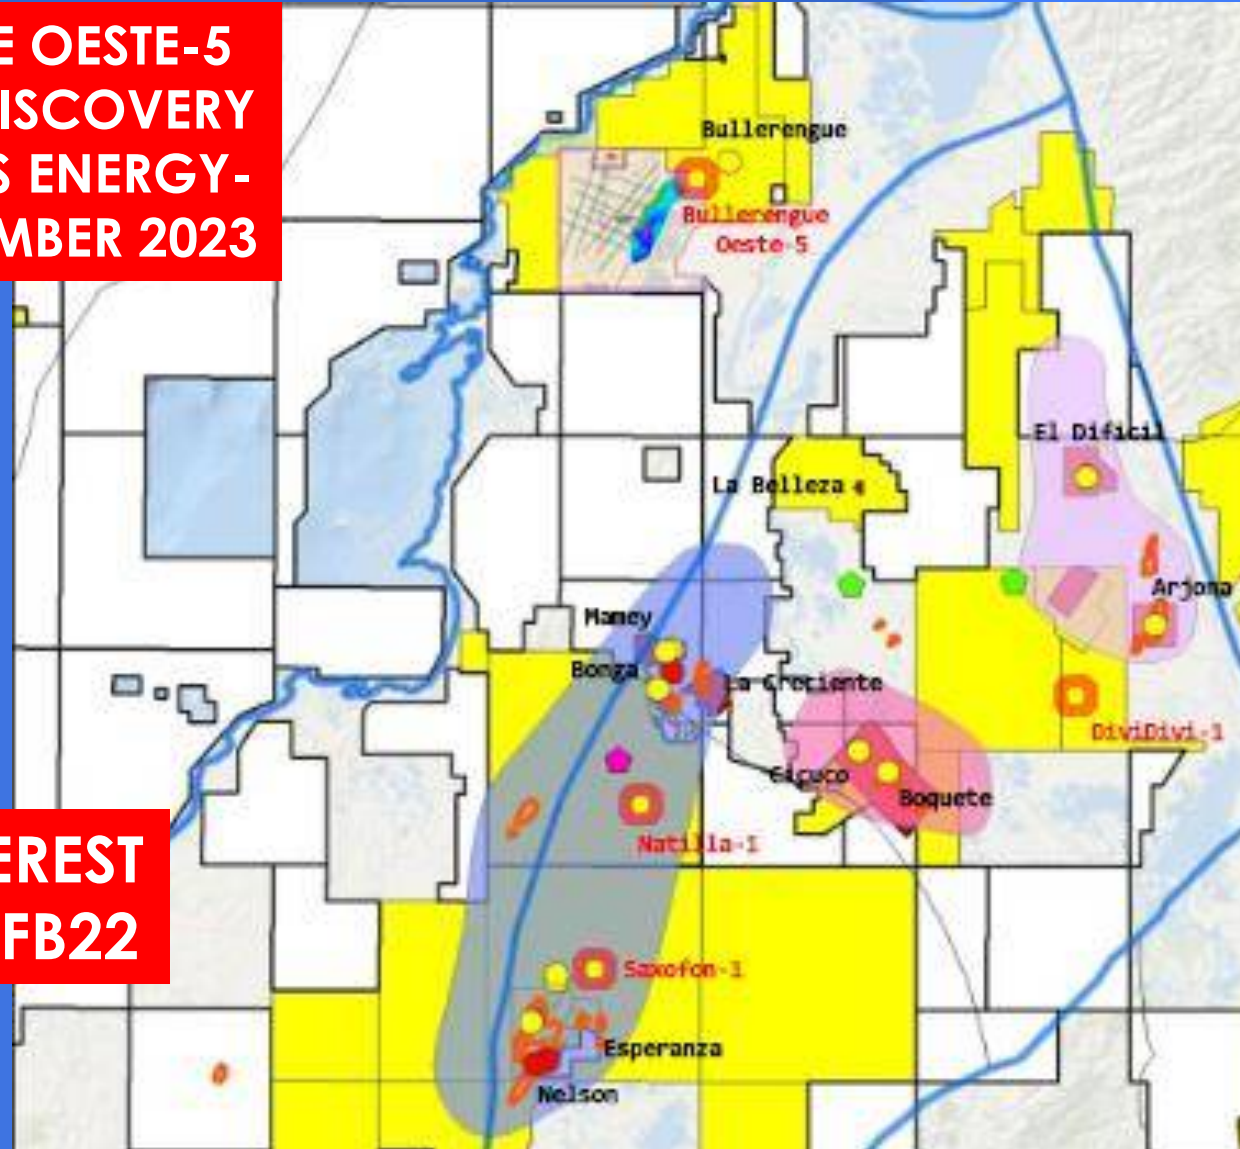 E OESTE-5
ISCOVERY
S ENERGY-
MBER 2023
Bullerengue
Bullerengue
Oeste-5
El Dificil
La Belleza
Arjona
Mamey
Bonga
La Creciente
DiviDivi-1
Cicuco
Boquete
Natilla-1
EREST
FB22
Saxofon-1
Esperanza
Nelson